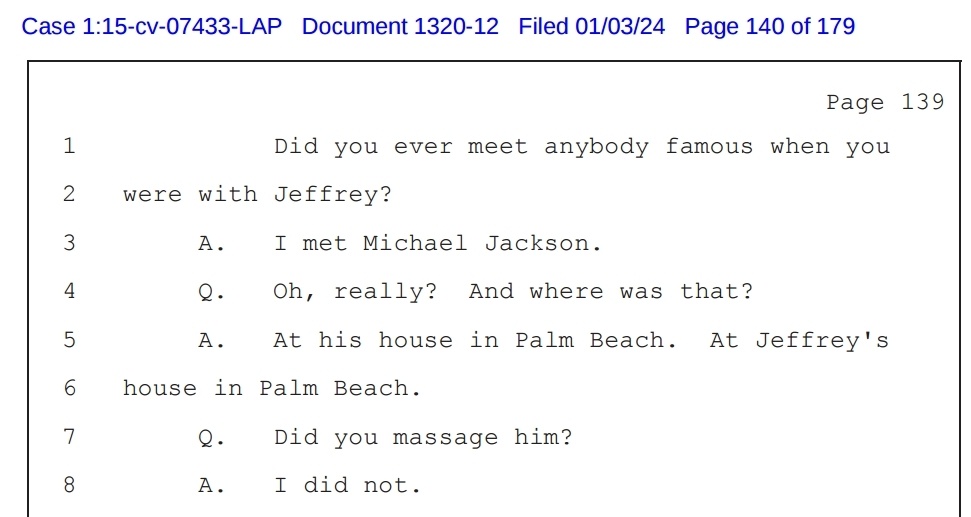 Case 1:15-cv-07433-LAP Document 1320-12 Filed 01/03/24 Page 140 of 179
Page 139
1 Did you ever meet anybody famous when you
2 were with Jeffrey?
3 A. I met Michael Jackson.
4 Q. Oh, really? And where was that?
5 A. At his house in Palm Beach. At Jeffrey's
6 house in Palm Beach.
7 Q. Did you massage him?
8 A. I did not.